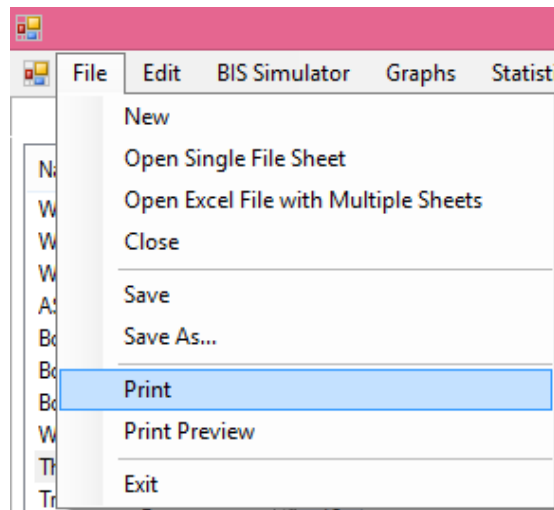 File Edit BIS Simulator Graphs
New
Open Single File Sheet
Open Excel File with Multiple Sheets
Close
Save
Save As...
Print
Print Preview
Exit